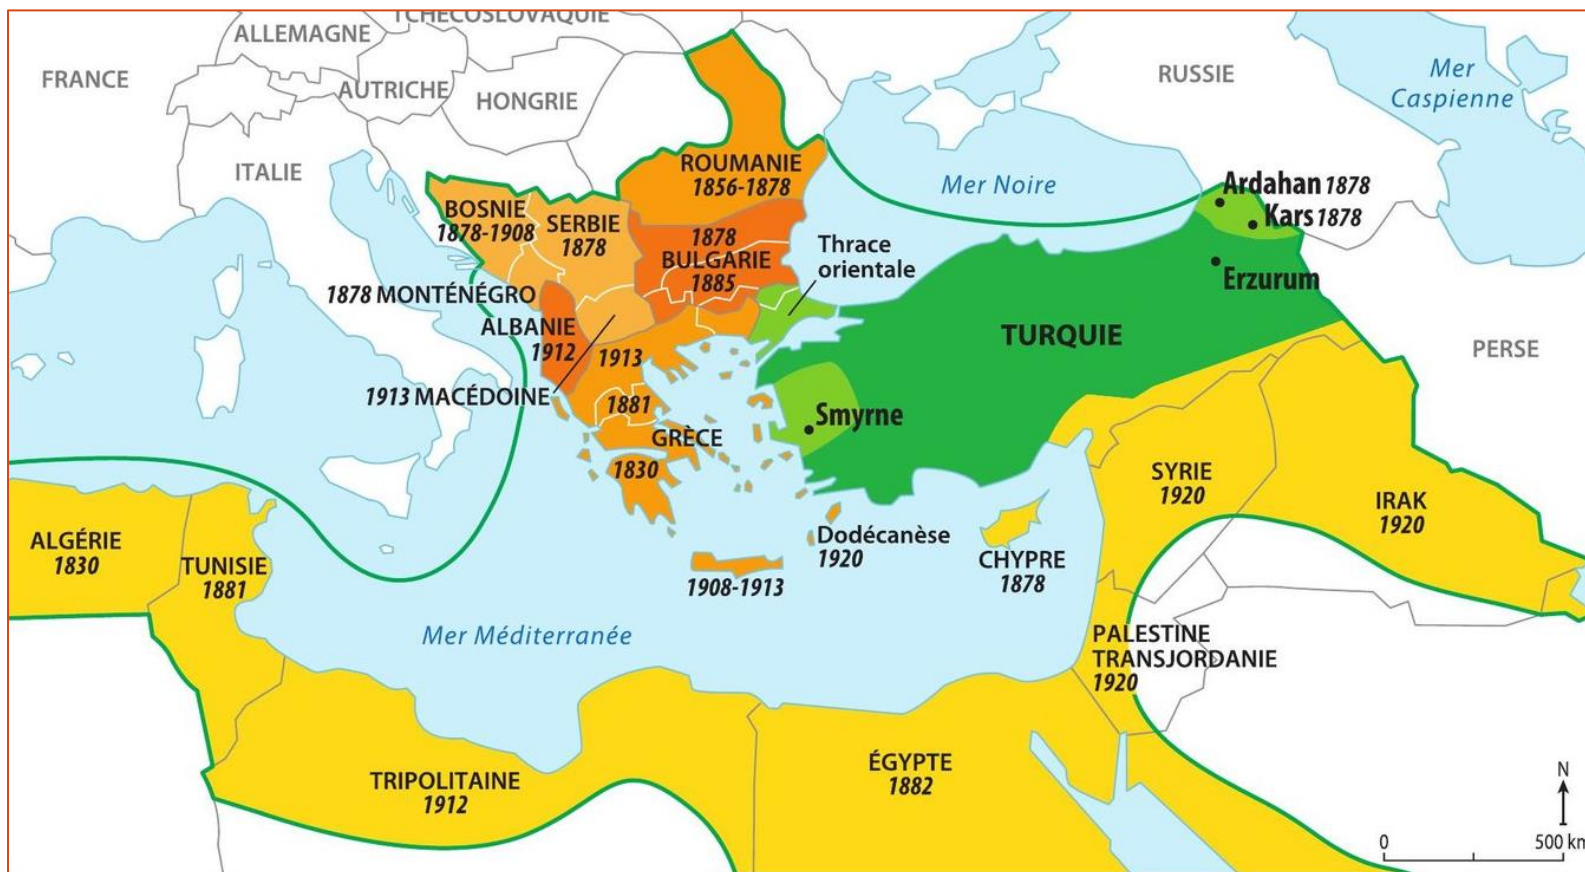 TCHÉCOSLOVAQUIE
ALLEMAGNE
FRANCE
AUTRICHE
HONGRIE
ITALIE
RUSSIE
Mer
Caspienne
Mer Noire
ROUMANIE
1856-1878
BOSNIE
1878-1908
SERBIE
1878
1878
BULGARIE
1885
Thrace
orientale
Ardahan 1878
Kars 1878
Erzurum
1878 MONTÉNÉGRO
ALBANIE
1912
1913
1913 MACÉDOINE
1881
GRÈCE
1830
TURQUIE
PERSE
Smyrne
SYRIE
1920
IRAK
1920
ALGÉRIE
1830
TUNISIE
1881
Dodécanèse
1920
CHYPRE
1878
1908-1913
Mer Méditerranée
PALESTINE
TRANSJORDANIE
1920
TRIPOLITAINE
1912
ÉGYPTE
1882
N
0
500 km